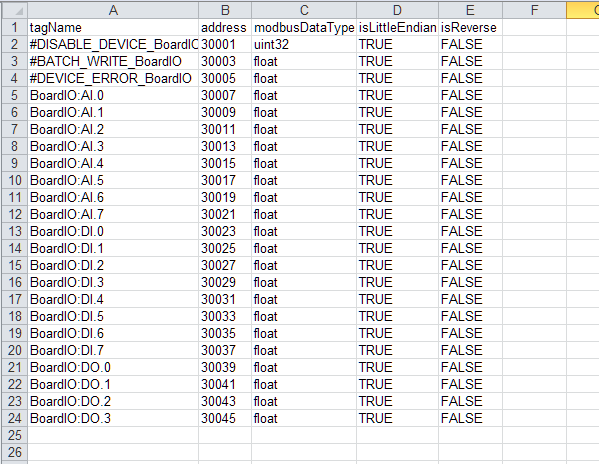 A B C D E F
1 tagName address modbusDataType isLittleEndian isReverse
2 #DISABLE_DEVICE_BoardIO 30001 uint32 TRUE FALSE
3 #BATCH_WRITE_BoardIO 30003 float TRUE FALSE
4 #DEVICE_ERROR_BoardIO 30005 float TRUE FALSE
5 BoardIO:AI.0 30007 float TRUE FALSE
6 BoardIO:AI.1 30009 float TRUE FALSE
7 BoardIO:AI.2 30011 float TRUE FALSE
8 BoardIO:AI.3 30013 float TRUE FALSE
9 BoardIO:AI.4 30015 float TRUE FALSE
10 BoardIO:AI.5 30017 float TRUE FALSE
11 BoardIO:AI.6 30019 float TRUE FALSE
12 BoardIO:AI.7 30021 float TRUE FALSE
13 BoardIO:DI.0 30023 float TRUE FALSE
14 BoardIO:DI.1 30025 float TRUE FALSE
15 BoardIO:DI.2 30027 float TRUE FALSE
16 BoardIO:DI.3 30029 float TRUE FALSE
17 BoardIO:DI.4 30031 float TRUE FALSE
18 BoardIO:DI.5 30033 float TRUE FALSE
19 BoardIO:DI.6 30035 float TRUE FALSE
20 BoardIO:DI.7 30037 float TRUE FALSE
21 BoardIO:DO.0 30039 float TRUE FALSE
22 BoardIO:DO.1 30041 float TRUE FALSE
23 BoardIO:DO.2 30043 float TRUE FALSE
24 BoardIO:DO.3 30045 float TRUE FALSE
25
26